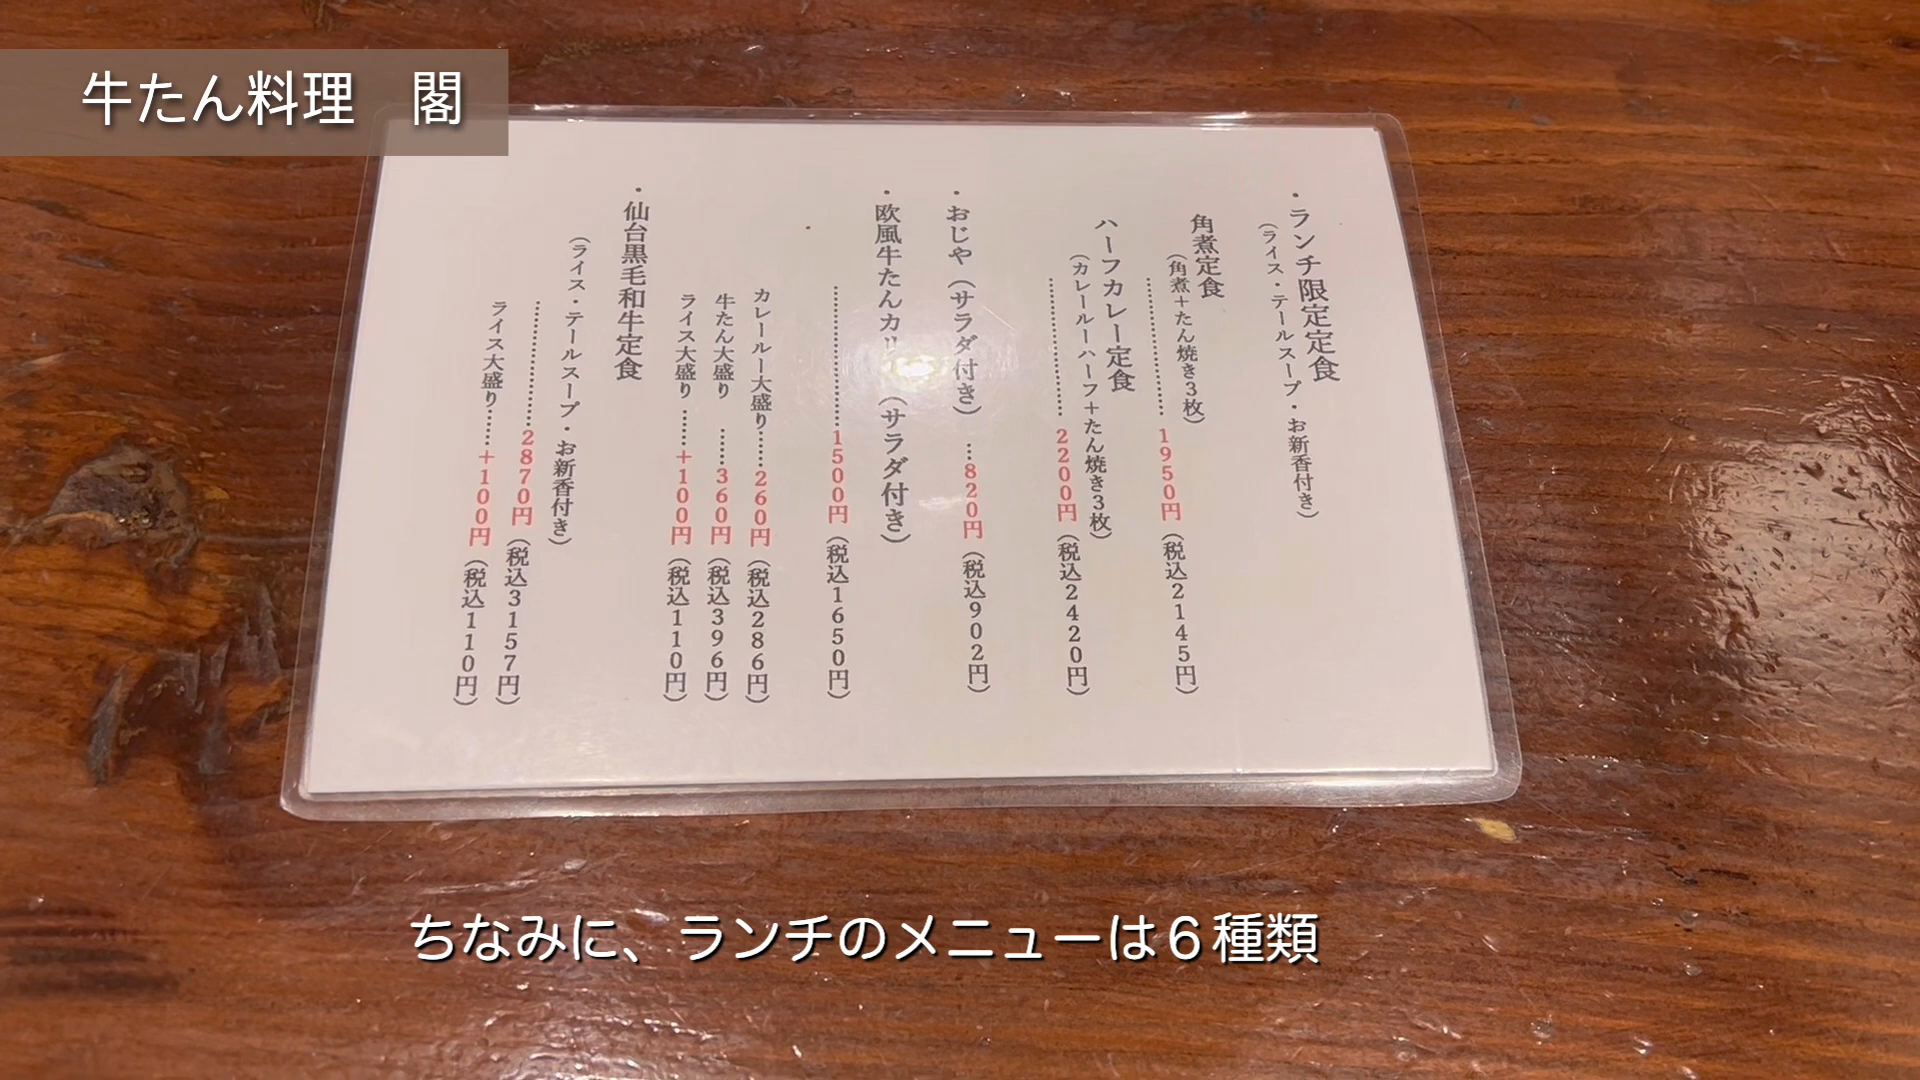 牛たん料理　閣
・ランチ限定定食
（ライス・テールスープ・お新香付き）
角煮定食
（角煮＋たん焼き3枚）
……………1950円（税込2145円）
ハーフカレー定食
（カレールーハーフ＋たん焼き3枚）
……………2200円（税込2420円）
・おじや（サラダ付き）…820円（税込902円）
・欧風牛たんカリー（サラダ付き）
……………1500円（税込1650円）
カレールー大盛り……260円（税込286円）
牛たん大盛り……360円（税込396円）
ライス大盛り……＋100円（税込110円）
・仙台黒毛和牛定食
（ライス・テールスープ・お新香付き）
……………2870円（税込3157円）
ライス大盛り……＋100円（税込110円）
ちなみに、ランチのメニューは６種類